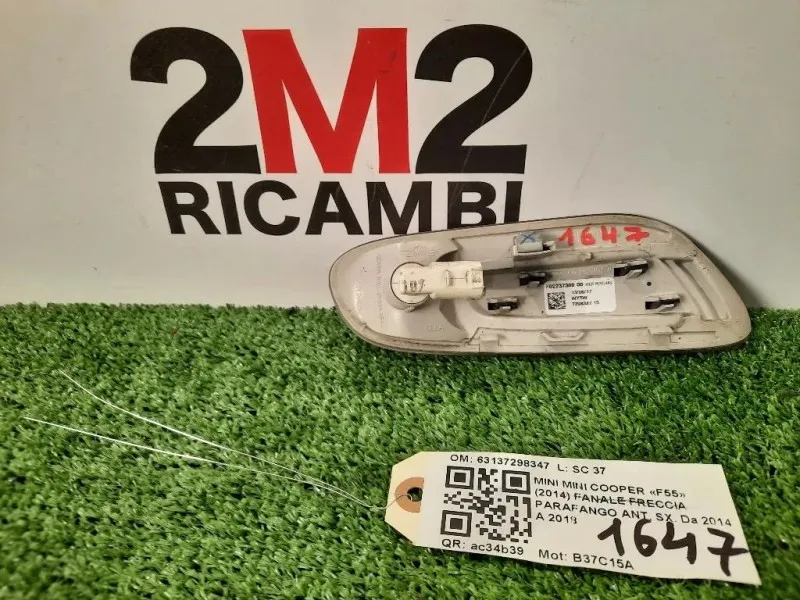 2M2
RICAMBI
X 1647
OM: 63137298347 L: SC 37
MINI MINI COOPER «F55»
(2014) FANALE FRECCIA
PARAFANGO ANT. SX. Da 2014
A 2018
1647
QR: ac34b39 Mot: B37C15A